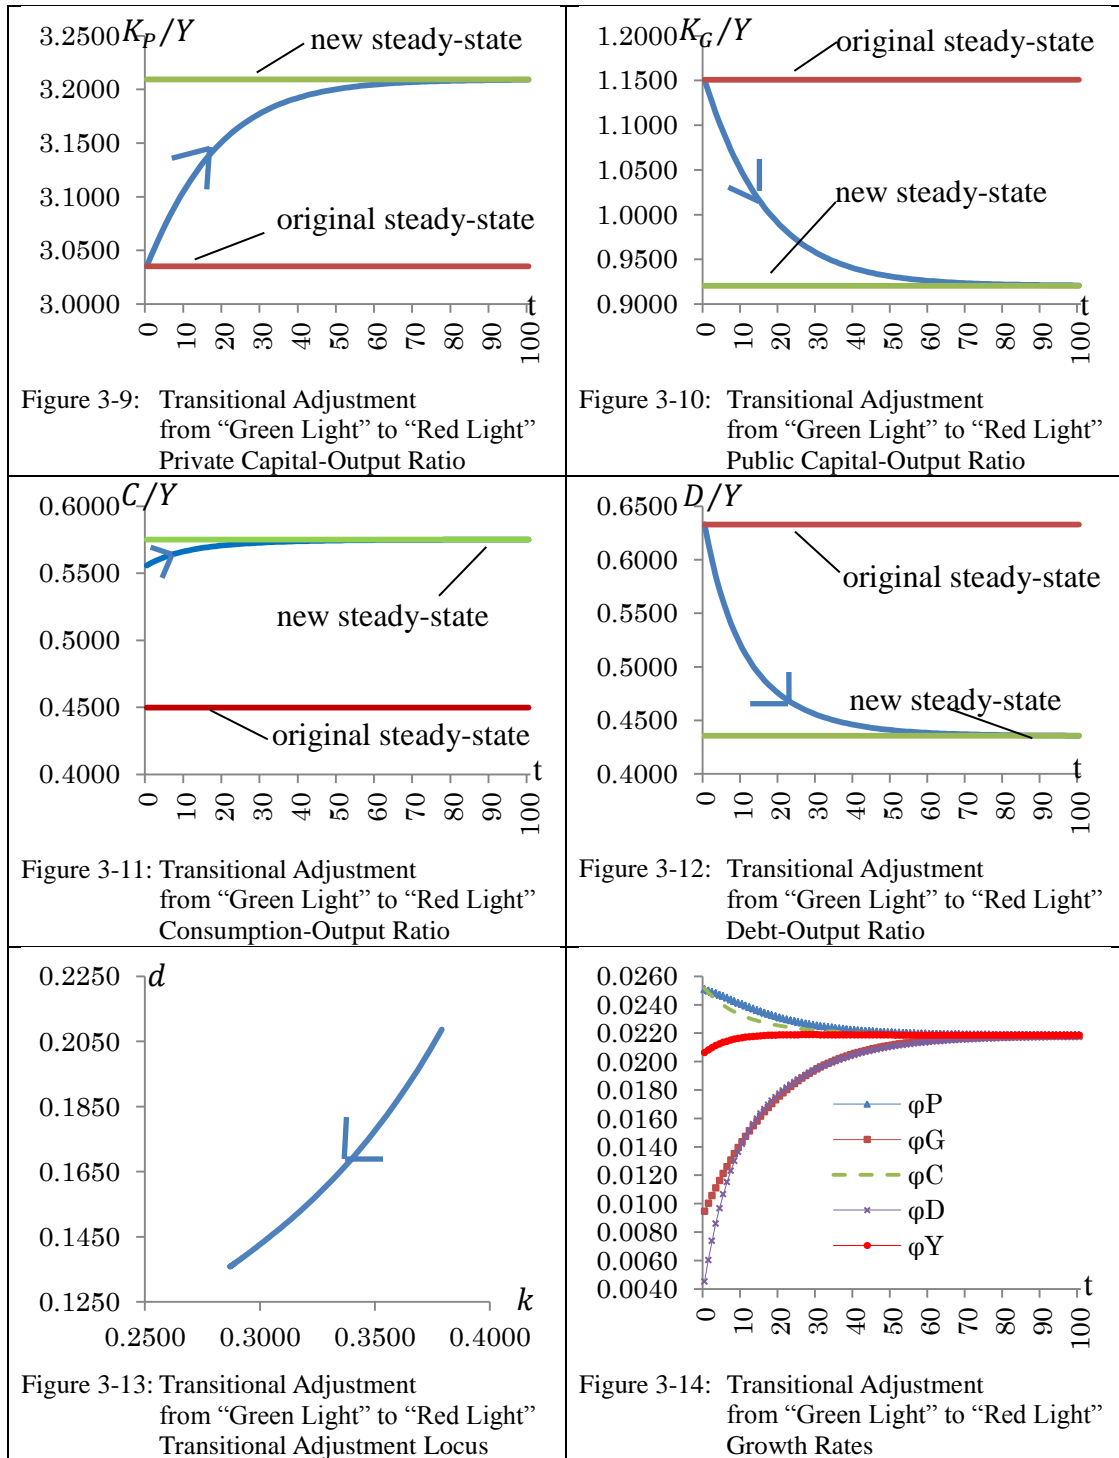 K_P/Y
3.2500
3.2000
3.1500
3.1000
3.0500
3.0000
new steady-state
original steady-state
t
0 10 20 30 40 50 60 70 80 90 100
Figure 3-9: Transitional Adjustment
from “Green Light” to “Red Light”
Private Capital-Output Ratio
K_G/Y
1.2000
1.1500
1.1000
1.0500
1.0000
0.9500
0.9000
original steady-state
new steady-state
t
0 10 20 30 40 50 60 70 80 90 100
Figure 3-10: Transitional Adjustment
from “Green Light” to “Red Light”
Public Capital-Output Ratio
C/Y
0.6000
0.5500
0.5000
0.4500
0.4000
new steady-state
original steady-state
t
0 10 20 30 40 50 60 70 80 90 100
Figure 3-11: Transitional Adjustment
from “Green Light” to “Red Light”
Consumption-Output Ratio
D/Y
0.6500
0.6000
0.5500
0.5000
0.4500
0.4000
original steady-state
new steady-state
t
0 10 20 30 40 50 60 70 80 90 100
Figure 3-12: Transitional Adjustment
from “Green Light” to “Red Light”
Debt-Output Ratio
d
0.2250
0.2050
0.1850
0.1650
0.1450
0.1250
k
0.2500 0.3000 0.3500 0.4000
Figure 3-13: Transitional Adjustment
from “Green Light” to “Red Light”
Transitional Adjustment Locus
0.0260
0.0240
0.0220
0.0200
0.0180
0.0160
0.0140
0.0120
0.0100
0.0080
0.0060
0.0040
φP
φG
φC
φD
φY
t
0 10 20 30 40 50 60 70 80 90 100
Figure 3-14: Transitional Adjustment
from “Green Light” to “Red Light”
Growth Rates